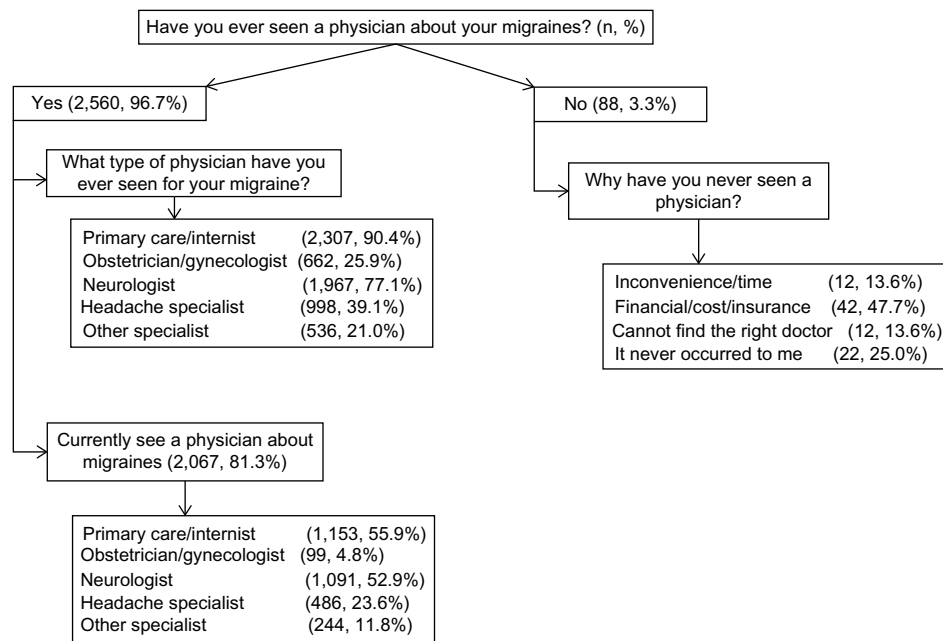 Have you ever seen a physician about your migraines? (n, %)
Yes (2,560, 96.7%)
No (88, 3.3%)
What type of physician have you
ever seen for your migraine?
Why have you never seen a
physician?
Primary care/internist (2,307, 90.4%)
Obstetrician/gynecologist (662, 25.9%)
Neurologist (1,967, 77.1%)
Headache specialist (998, 39.1%)
Other specialist (536, 21.0%)
Inconvenience/time (12, 13.6%)
Financial/cost/insurance (42, 47.7%)
Cannot find the right doctor (12, 13.6%)
It never occurred to me (22, 25.0%)
Currently see a physician about
migraines (2,067, 81.3%)
Primary care/internist (1,153, 55.9%)
Obstetrician/gynecologist (99, 4.8%)
Neurologist (1,091, 52.9%)
Headache specialist (486, 23.6%)
Other specialist (244, 11.8%)